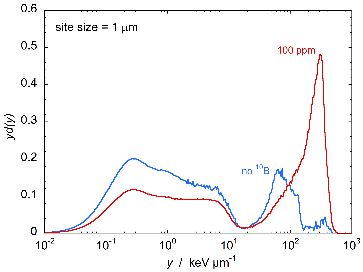 0.6
site size = 1 μm
0.5
100 ppm
0.4
yd(y)
0.3
0.2
no ¹⁰B
0.1
0
10⁻² 10⁻¹ 10⁰ 10¹ 10² 10³
y / keV μm⁻¹